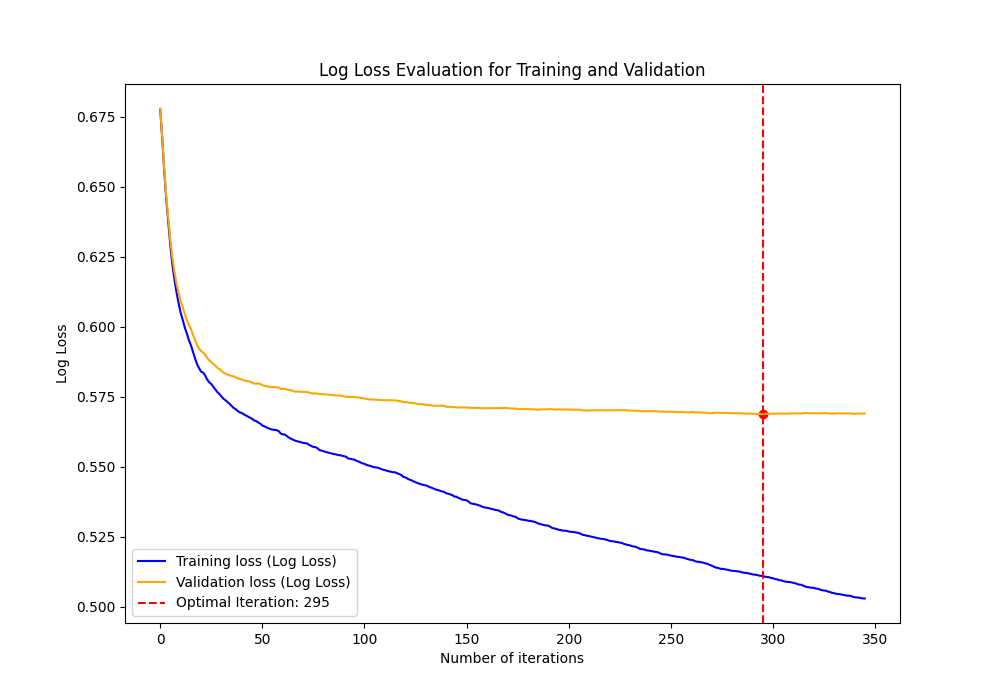 Log Loss Evaluation for Training and Validation
Log Loss
0.675
0.650
0.625
0.600
0.575
0.550
0.525
0.500
Training loss (Log Loss)
Validation loss (Log Loss)
Optimal Iteration: 295
0 50 100 150 200 250 300 350
Number of iterations